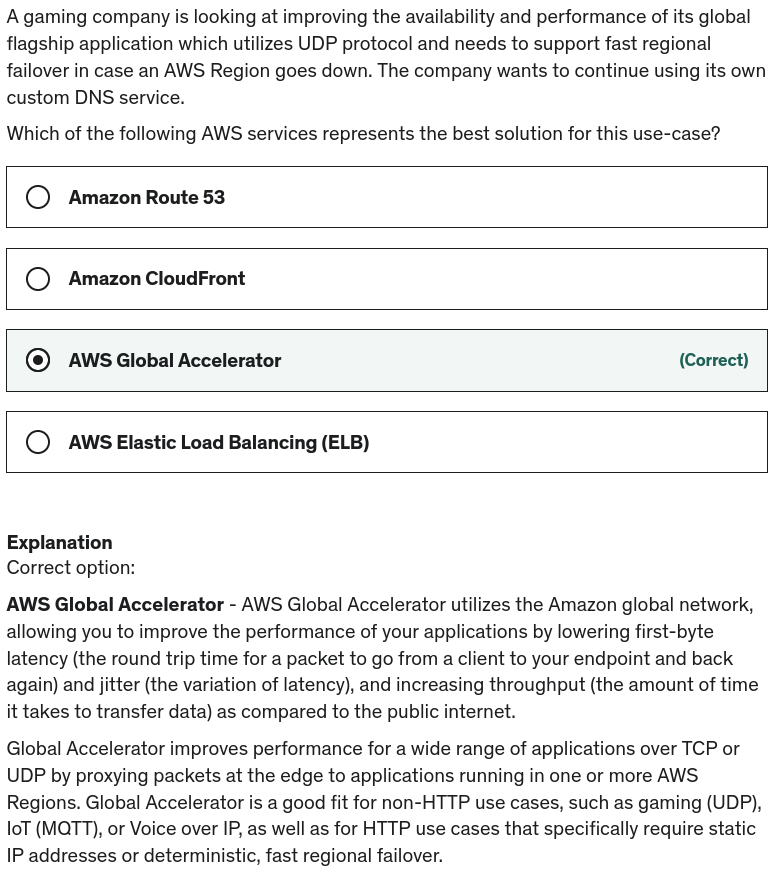 A gaming company is looking at improving the availability and performance of its global
flagship application which utilizes UDP protocol and needs to support fast regional
failover in case an AWS Region goes down. The company wants to continue using its own
custom DNS service.
Which of the following AWS services represents the best solution for this use-case?
Amazon Route 53
Amazon CloudFront
AWS Global Accelerator (Correct)
AWS Elastic Load Balancing (ELB)
Explanation
Correct option:
AWS Global Accelerator - AWS Global Accelerator utilizes the Amazon global network,
allowing you to improve the performance of your applications by lowering first-byte
latency (the round trip time for a packet to go from a client to your endpoint and back
again) and jitter (the variation of latency), and increasing throughput (the amount of time
it takes to transfer data) as compared to the public internet.
Global Accelerator improves performance for a wide range of applications over TCP or
UDP by proxying packets at the edge to applications running in one or more AWS
Regions. Global Accelerator is a good fit for non-HTTP use cases, such as gaming (UDP),
IoT (MQTT), or Voice over IP, as well as for HTTP use cases that specifically require static
IP addresses or deterministic, fast regional failover.